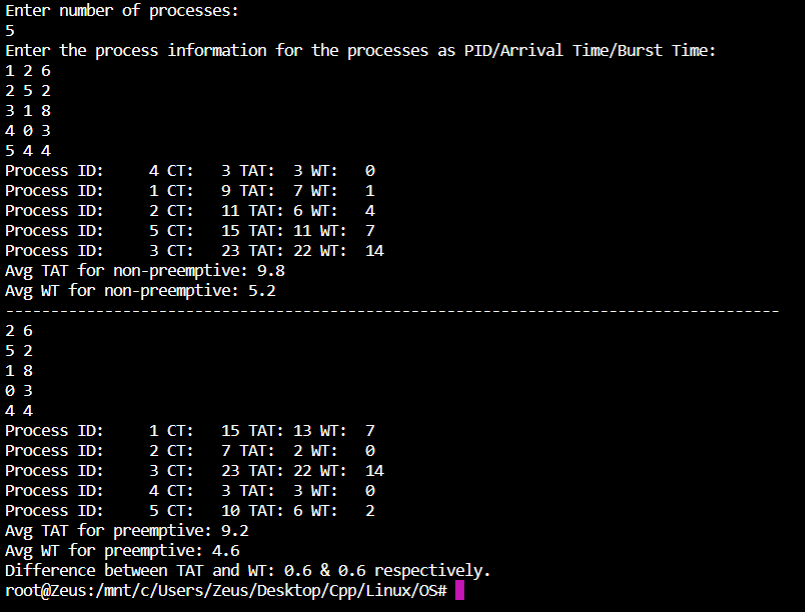 Enter number of processes:
5
Enter the process information for the processes as PID/Arrival Time/Burst Time:
1 2 6
2 5 2
3 1 8
4 0 3
5 4 4
Process ID:     4 CT:   3 TAT:  3 WT:   0
Process ID:     1 CT:   9 TAT:  7 WT:   1
Process ID:     2 CT:   11 TAT: 6 WT:   4
Process ID:     5 CT:   15 TAT: 11 WT:  7
Process ID:     3 CT:   23 TAT: 22 WT:  14
Avg TAT for non-preemptive: 9.8
Avg WT for non-preemptive: 5.2
--------------------------------------------------------------------------------------
2 6
5 2
1 8
0 3
4 4
Process ID:     1 CT:   15 TAT: 13 WT:  7
Process ID:     2 CT:   7 TAT:  2 WT:   0
Process ID:     3 CT:   23 TAT: 22 WT:  14
Process ID:     4 CT:   3 TAT:  3 WT:   0
Process ID:     5 CT:   10 TAT: 6 WT:   2
Avg TAT for preemptive: 9.2
Avg WT for preemptive: 4.6
Difference between TAT and WT: 0.6 & 0.6 respectively.
root@Zeus:/mnt/c/Users/Zeus/Desktop/Cpp/Linux/OS#